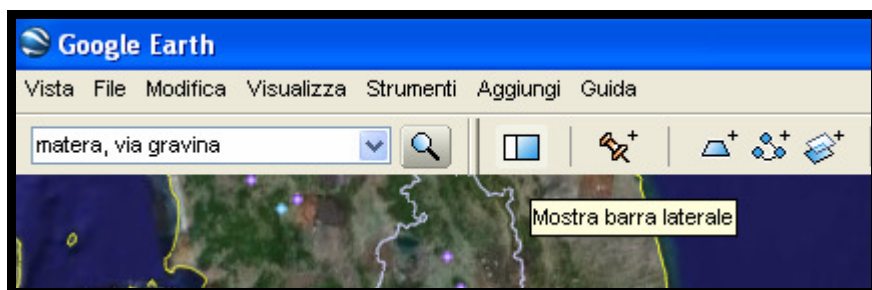 Google Earth
Vista File Modifica Visualizza Strumenti Aggiungi Guida
matera, via gravina
Mostra barra laterale